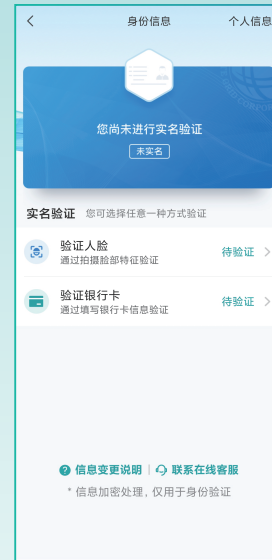 身份信息 个人信息
您尚未进行实名验证
未实名
实名验证 您可选择任意一种方式验证
验证人脸
通过拍摄脸部特征验证
待验证
验证银行卡
通过填写银行卡信息验证
待验证
信息变更说明 | 联系在线客服
* 信息加密处理，仅用于身份验证